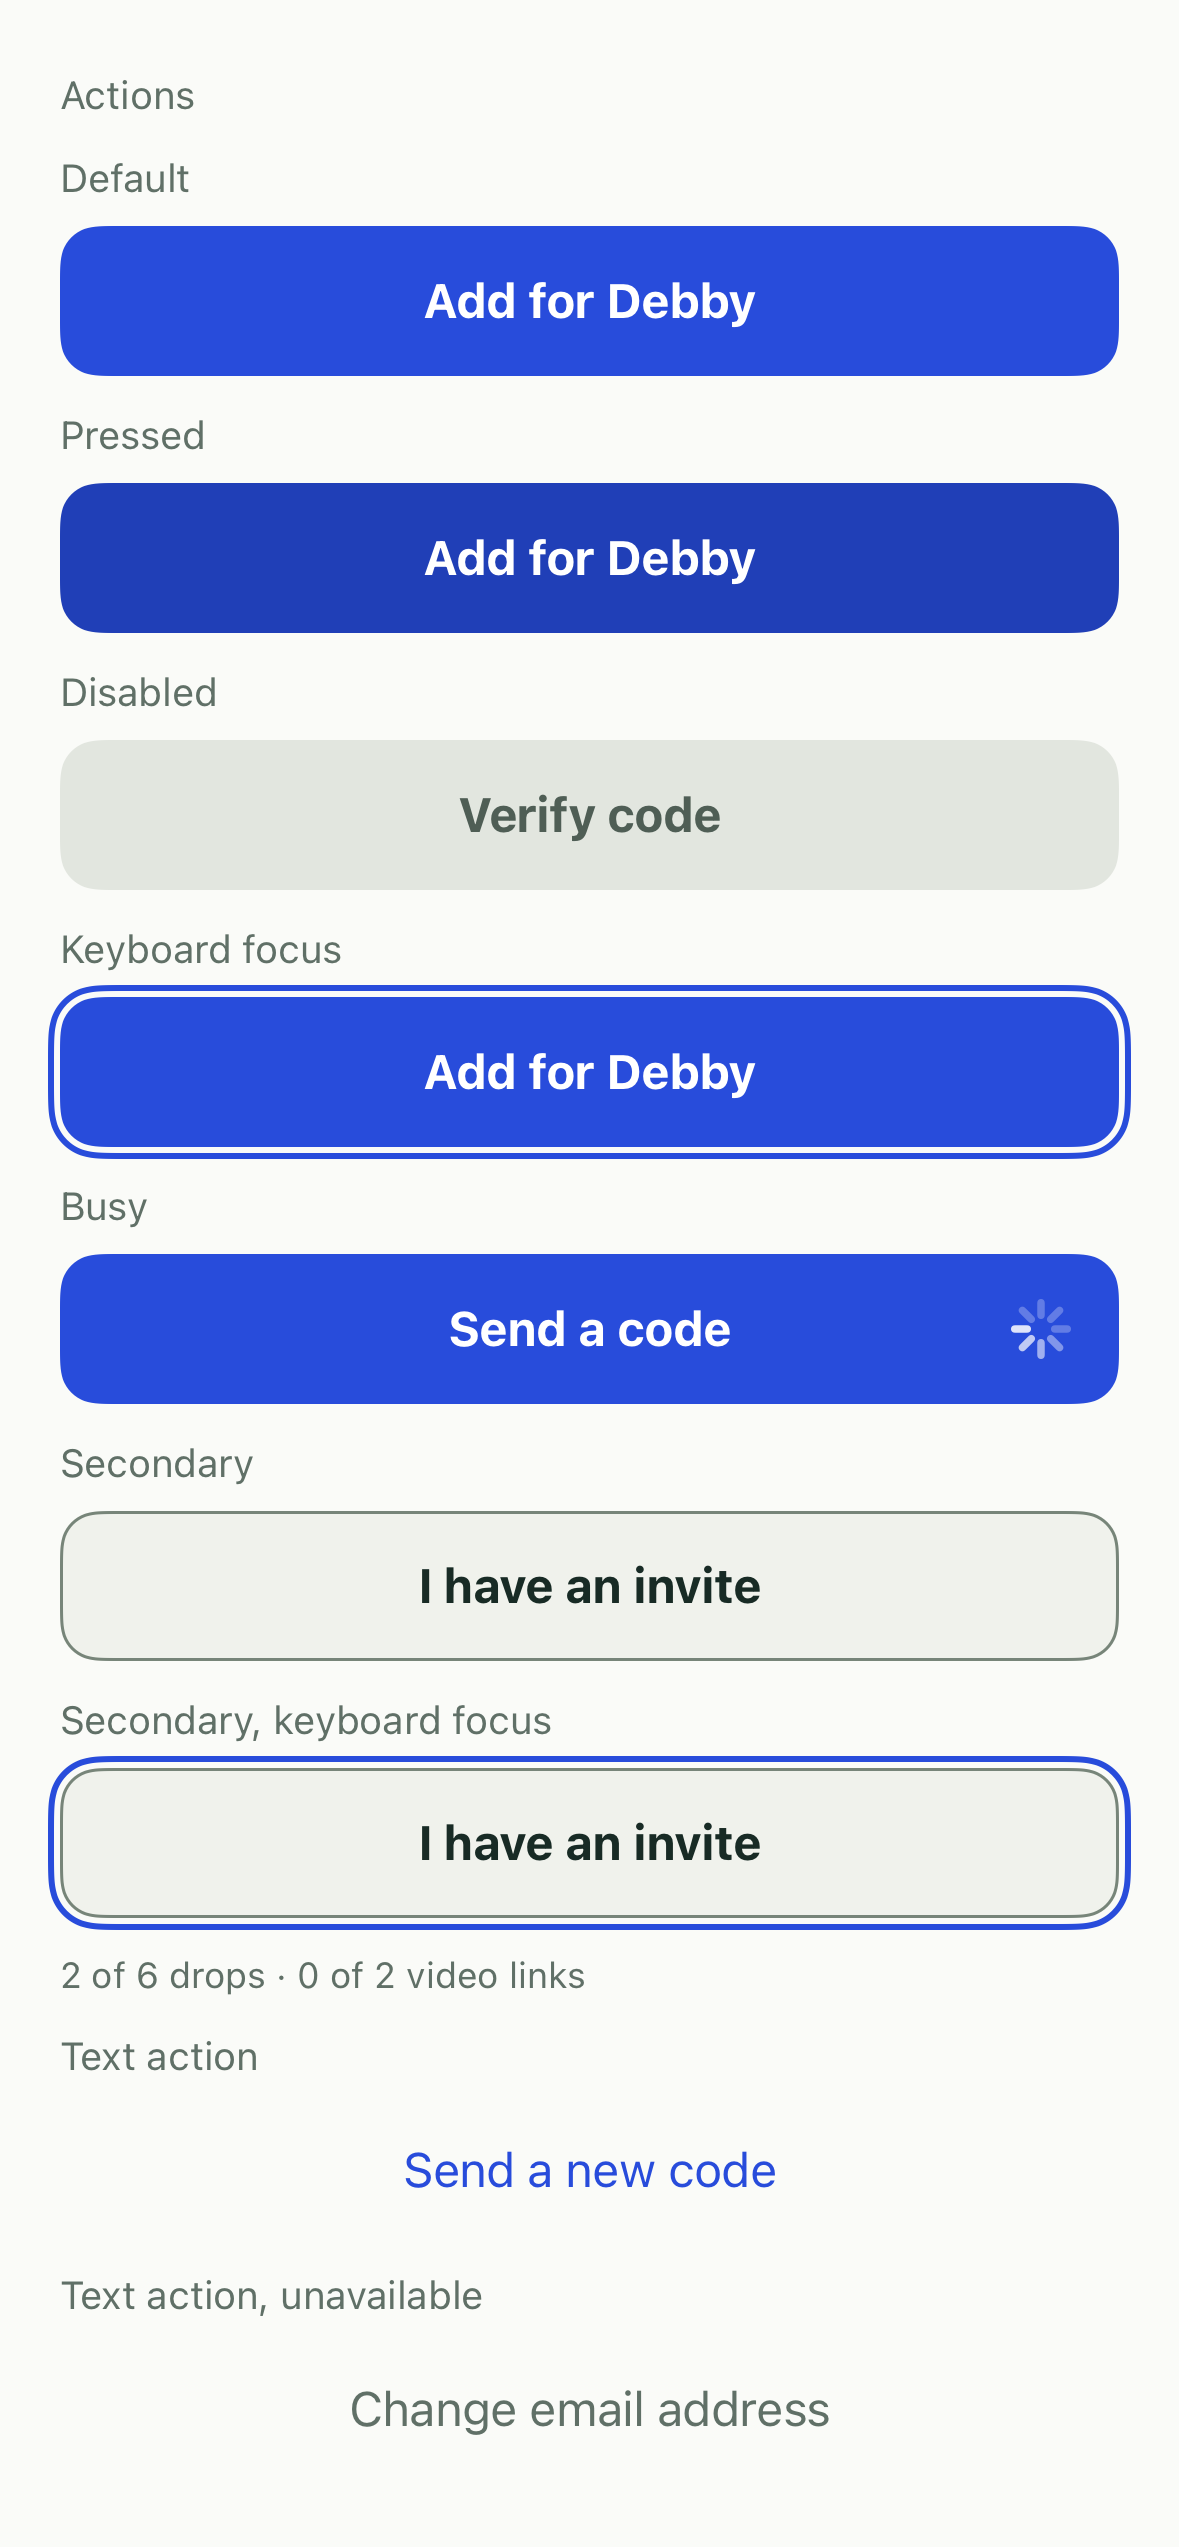 Actions
Default
Add for Debby
Pressed
Add for Debby
Disabled
Verify code
Keyboard focus
Add for Debby
Busy
Send a code
Secondary
I have an invite
Secondary, keyboard focus
I have an invite
2 of 6 drops · 0 of 2 video links
Text action
Send a new code
Text action, unavailable
Change email address